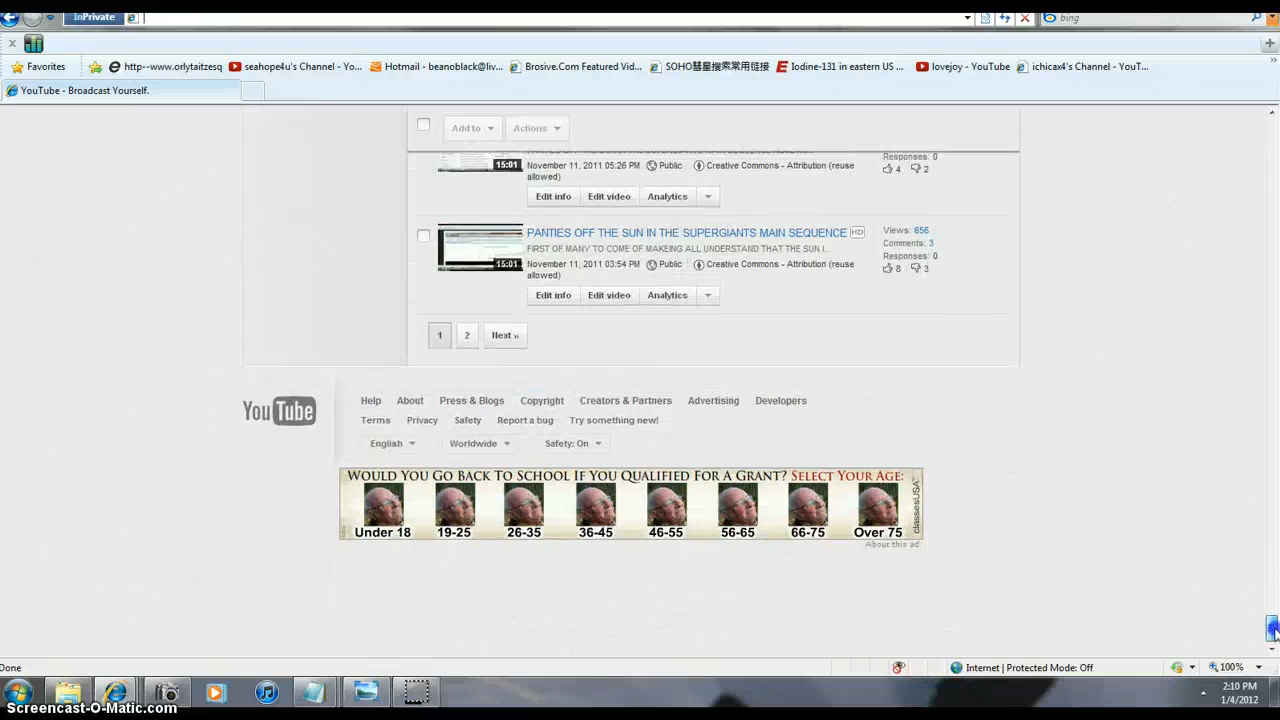 InPrivate
bing
Favorites
http--www.orlytaitzesq
seahope4u's Channel - Yo...
Hotmail - beanoblack@liv...
Brosive.Com Featured Vid...
SOHO彗星搜索常用链接
Iodine-131 in eastern US ...
lovejoy - YouTube
ichicax4's Channel - YouT...
YouTube - Broadcast Yourself.
Add to
Actions
15:01
November 11, 2011 05:26 PM
Public
Creative Commons - Attribution (reuse allowed)
Responses: 0
4 2
Edit info
Edit video
Analytics
PANTIES OFF THE SUN IN THE SUPERGIANTS MAIN SEQUENCE HD
FIRST OF MANY TO COME OF MAKEING ALL UNDERSTAND THAT THE SUN I...
15:01
November 11, 2011 03:54 PM
Public
Creative Commons - Attribution (reuse allowed)
Views: 656
Comments: 3
Responses: 0
8 3
Edit info
Edit video
Analytics
1
2
Next »
YouTube
Help About Press & Blogs Copyright Creators & Partners Advertising Developers
Terms Privacy Safety Report a bug Try something new!
English Worldwide Safety: On
WOULD YOU GO BACK TO SCHOOL IF YOU QUALIFIED FOR A GRANT? SELECT YOUR AGE:
Under 18 19-25 26-35 36-45 46-55 56-65 66-75 Over 75
classesUSA
About this ad
Done
Internet | Protected Mode: Off
100%
2:10 PM
1/4/2012
Screencast-O-Matic.com